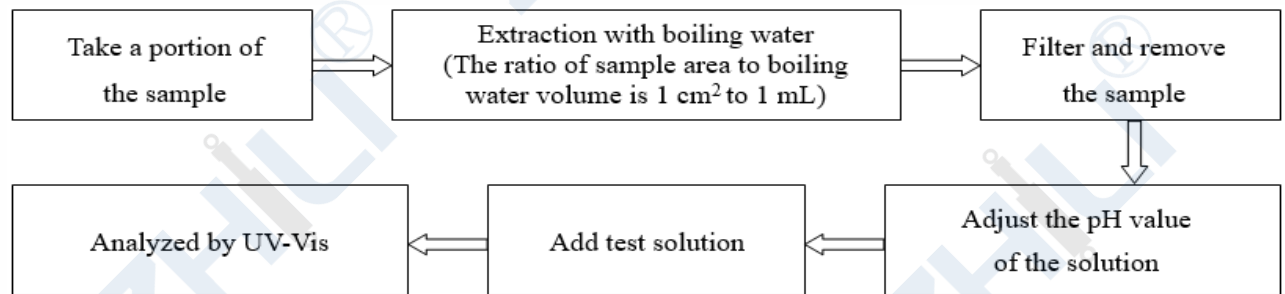 Take a portion of
the sample
Extraction with boiling water
(The ratio of sample area to boiling
water volume is 1 cm² to 1 mL)
Filter and remove
the sample
Adjust the pH value
of the solution
Add test solution
Analyzed by UV-Vis